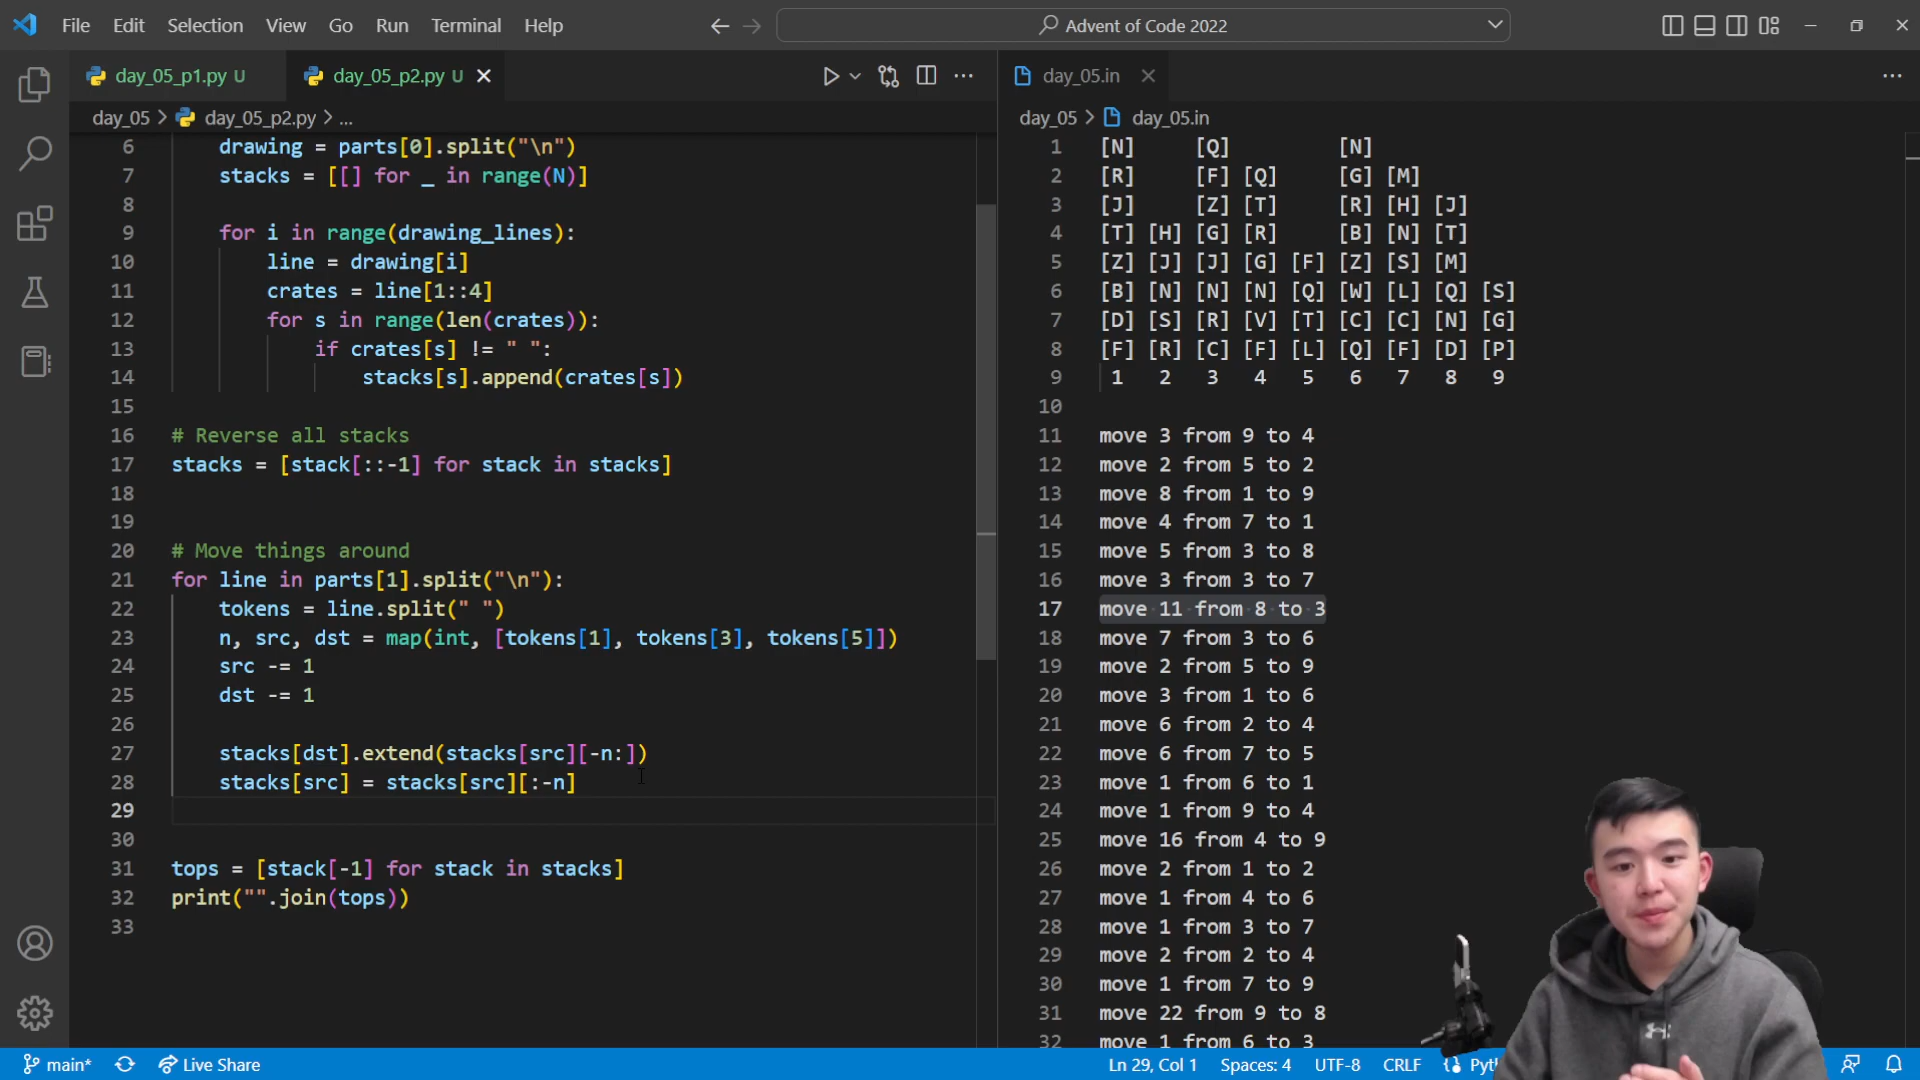 File Edit Selection View Go Run Terminal Help
Advent of Code 2022
day_05_p1.py U
day_05_p2.py U
day_05 > day_05_p2.py > ...
6 drawing = parts[0].split("\n")
7 stacks = [[] for _ in range(N)]
8
9 for i in range(drawing_lines):
10 line = drawing[i]
11 crates = line[1::4]
12 for s in range(len(crates)):
13 if crates[s] != " ":
14 stacks[s].append(crates[s])
15
16 # Reverse all stacks
17 stacks = [stack[::-1] for stack in stacks]
18
19
20 # Move things around
21 for line in parts[1].split("\n"):
22 tokens = line.split(" ")
23 n, src, dst = map(int, [tokens[1], tokens[3], tokens[5]])
24 src -= 1
25 dst -= 1
26
27 stacks[dst].extend(stacks[src][-n:])
28 stacks[src] = stacks[src][:-n]
29
30
31 tops = [stack[-1] for stack in stacks]
32 print("".join(tops))
33
day_05.in
day_05 > day_05.in
1 [N]     [Q]         [N]
2 [R]     [F] [Q]     [G] [M]
3 [J]     [Z] [T]     [R] [H] [J]
4 [T] [H] [G] [R]     [B] [N] [T]
5 [Z] [J] [J] [G] [F] [Z] [S] [M]
6 [B] [N] [N] [N] [Q] [W] [L] [Q] [S]
7 [D] [S] [R] [V] [T] [C] [C] [N] [G]
8 [F] [R] [C] [F] [L] [Q] [F] [D] [P]
9 1 2 3 4 5 6 7 8 9
10
11 move 3 from 9 to 4
12 move 2 from 5 to 2
13 move 8 from 1 to 9
14 move 4 from 7 to 1
15 move 5 from 3 to 8
16 move 3 from 3 to 7
17 move 11 from 8 to 3
18 move 7 from 3 to 6
19 move 2 from 5 to 9
20 move 3 from 1 to 6
21 move 6 from 2 to 4
22 move 6 from 7 to 5
23 move 1 from 6 to 1
24 move 1 from 9 to 4
25 move 16 from 4 to 9
26 move 2 from 1 to 2
27 move 1 from 4 to 6
28 move 1 from 3 to 7
29 move 2 from 2 to 4
30 move 1 from 7 to 9
31 move 22 from 9 to 8
32 move 1 from 6 to 3
main* Live Share Ln 29, Col 1 Spaces: 4 UTF-8 CRLF {} Pyt